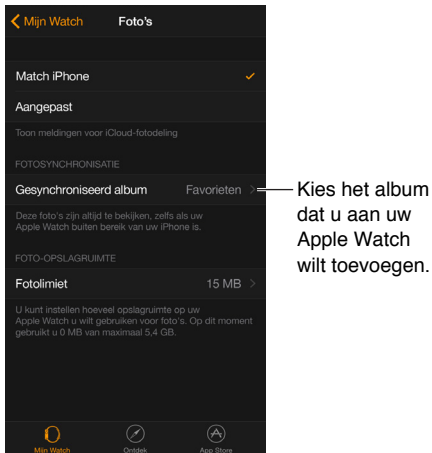 Mijn Watch
Foto's
Match iPhone
Aangepast
Toon meldingen voor iCloud-fotodeling
FOTOSYNCHRONISATIE
Gesynchroniseerd album Favorieten
Deze foto's zijn altijd te bekijken, zelfs als uw
Apple Watch buiten bereik van uw iPhone is.
FOTO-OPSLAGRUIMTE
Fotolimiet 15 MB
U kunt instellen hoeveel opslagruimte op uw
Apple Watch u wilt gebruiken voor foto's. Op dit moment
gebruikt u 0 MB van maximaal 5,4 GB.
Mijn Watch Ontdek App Store
Kies het album
dat u aan uw
Apple Watch
wilt toevoegen.